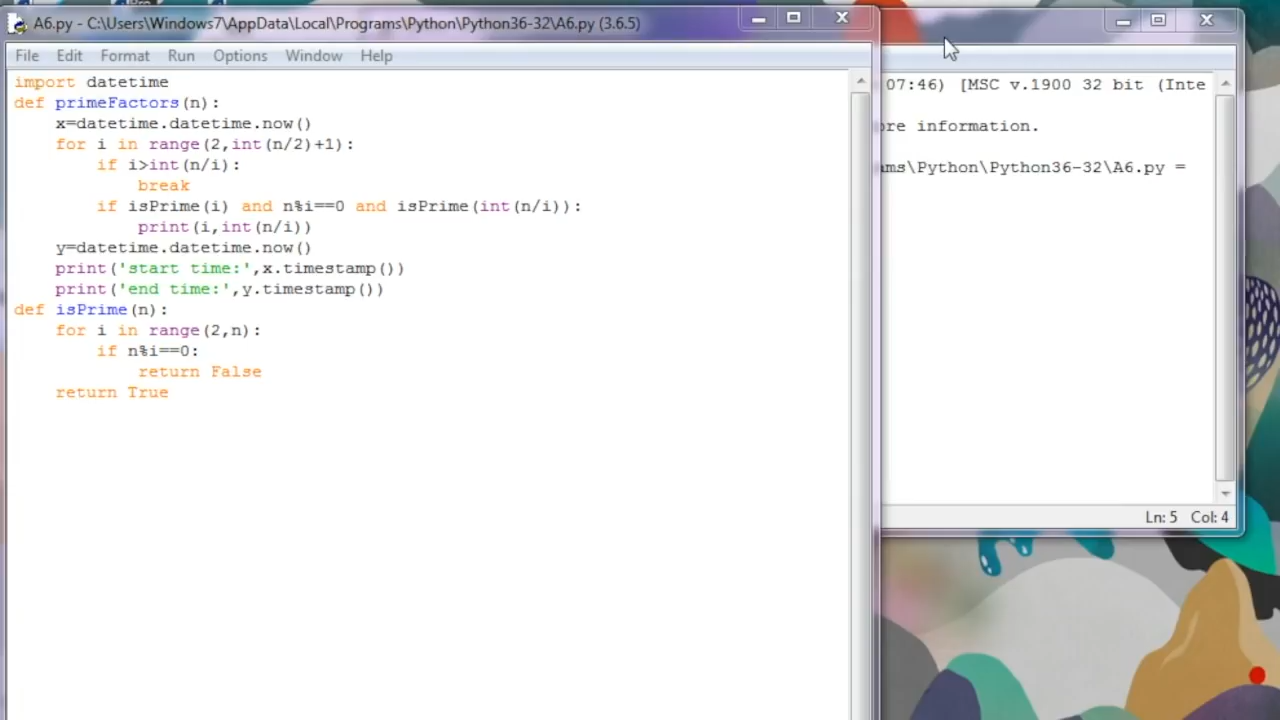 A6.py - C:\Users\Windows7\AppData\Local\Programs\Python\Python36-32\A6.py (3.6.5)
File Edit Format Run Options Window Help
import datetime
def primeFactors(n):
    x=datetime.datetime.now()
    for i in range(2,int(n/2)+1):
        if i>int(n/i):
            break
        if isPrime(i) and n%i==0 and isPrime(int(n/i)):
            print(i,int(n/i))
    y=datetime.datetime.now()
    print('start time:',x.timestamp())
    print('end time:',y.timestamp())
def isPrime(n):
    for i in range(2,n):
        if n%i==0:
            return False
    return True
07:46) [MSC v.1900 32 bit (Inte
re information.
ms\Python\Python36-32\A6.py =
Ln: 5 Col: 4